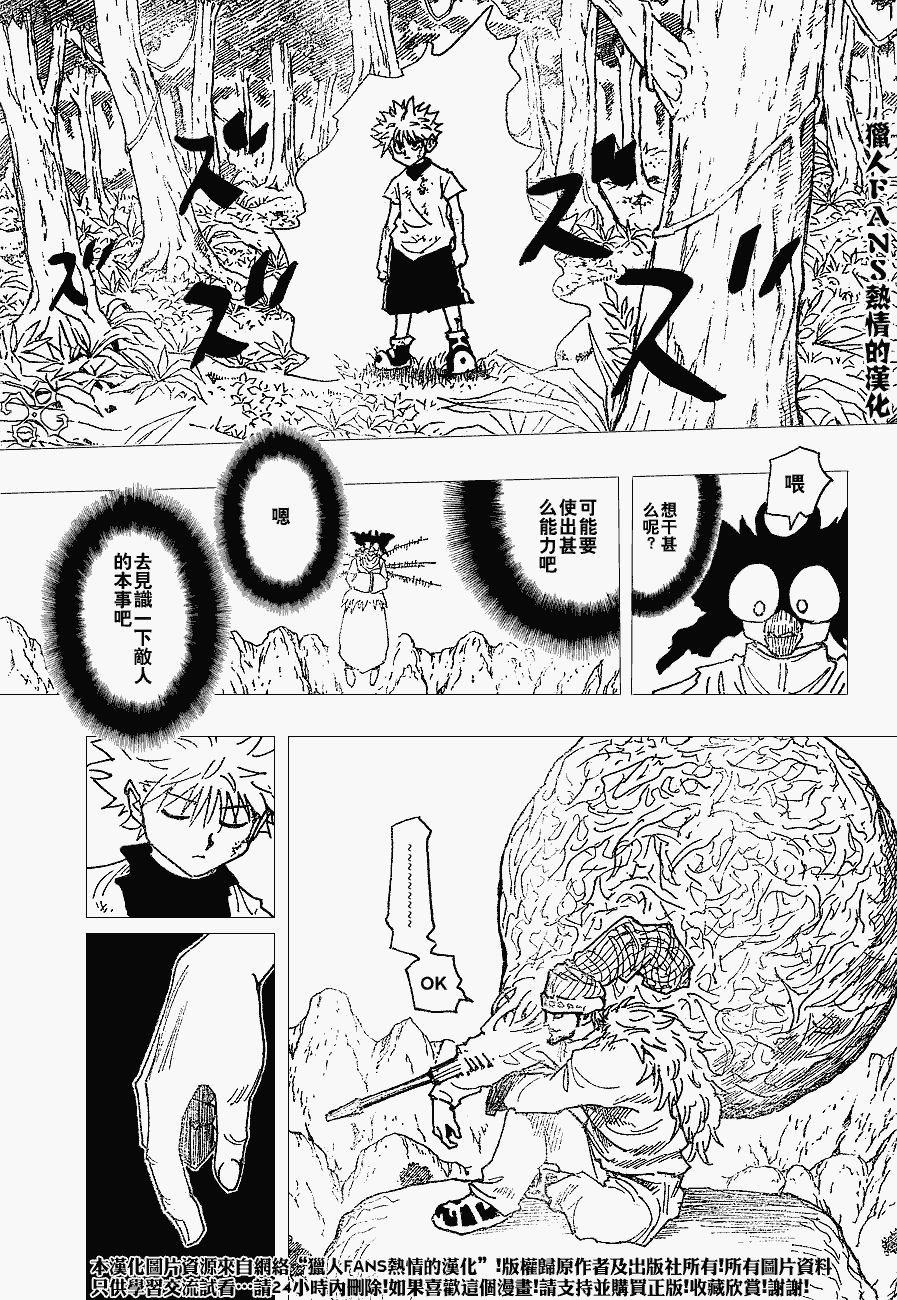 獵人FANS熱情的漢化
ズズ
ズ
ズ
ズ
ズ
喂
想干甚
么呢？
可能要
使出甚
么能力吧
嗯
去見識一下敵人
的本事吧
~~~~~~~~
OK
本漢化圖片資源來自網絡“獵人FANS熱情的漢化”!版權歸原作者及出版社所有!所有圖片資料
只供學習交流試看…請24小時內刪除!如果喜歡這個漫畫!請支持並購買正版!收藏欣賞!謝謝!